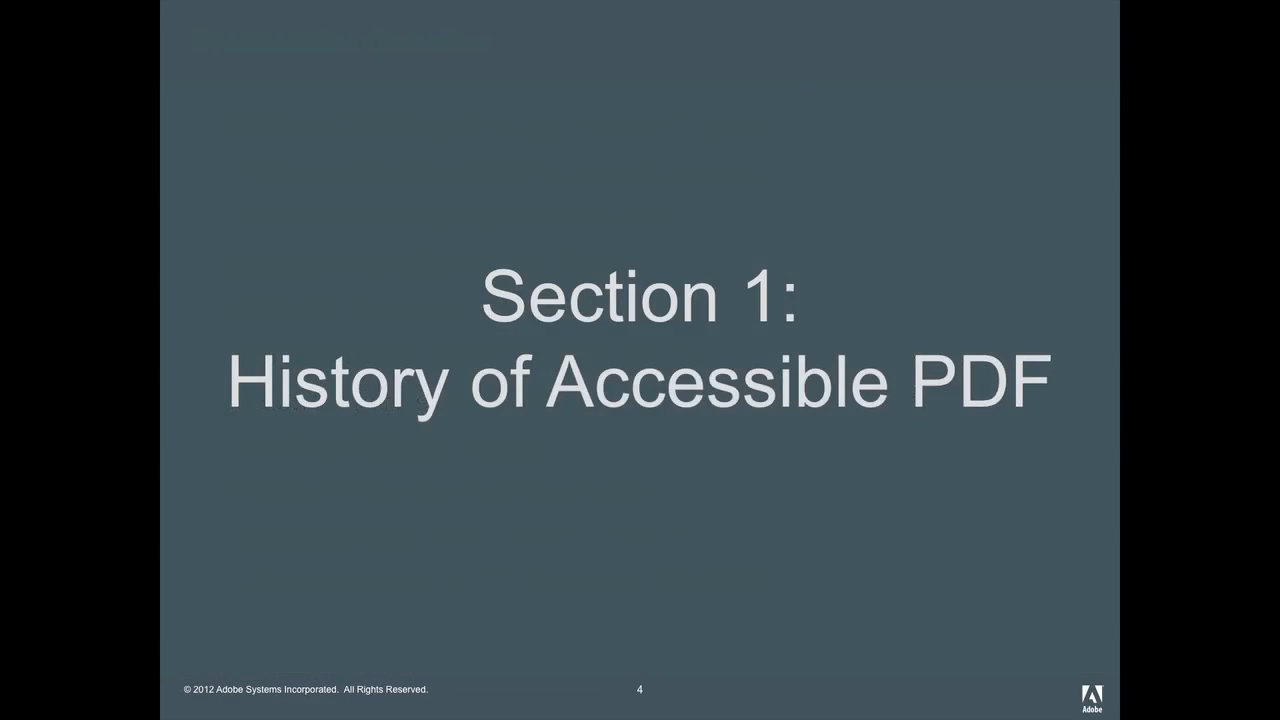 Section 1:
History of Accessible PDF
© 2012 Adobe Systems Incorporated. All Rights Reserved.
4
Adobe